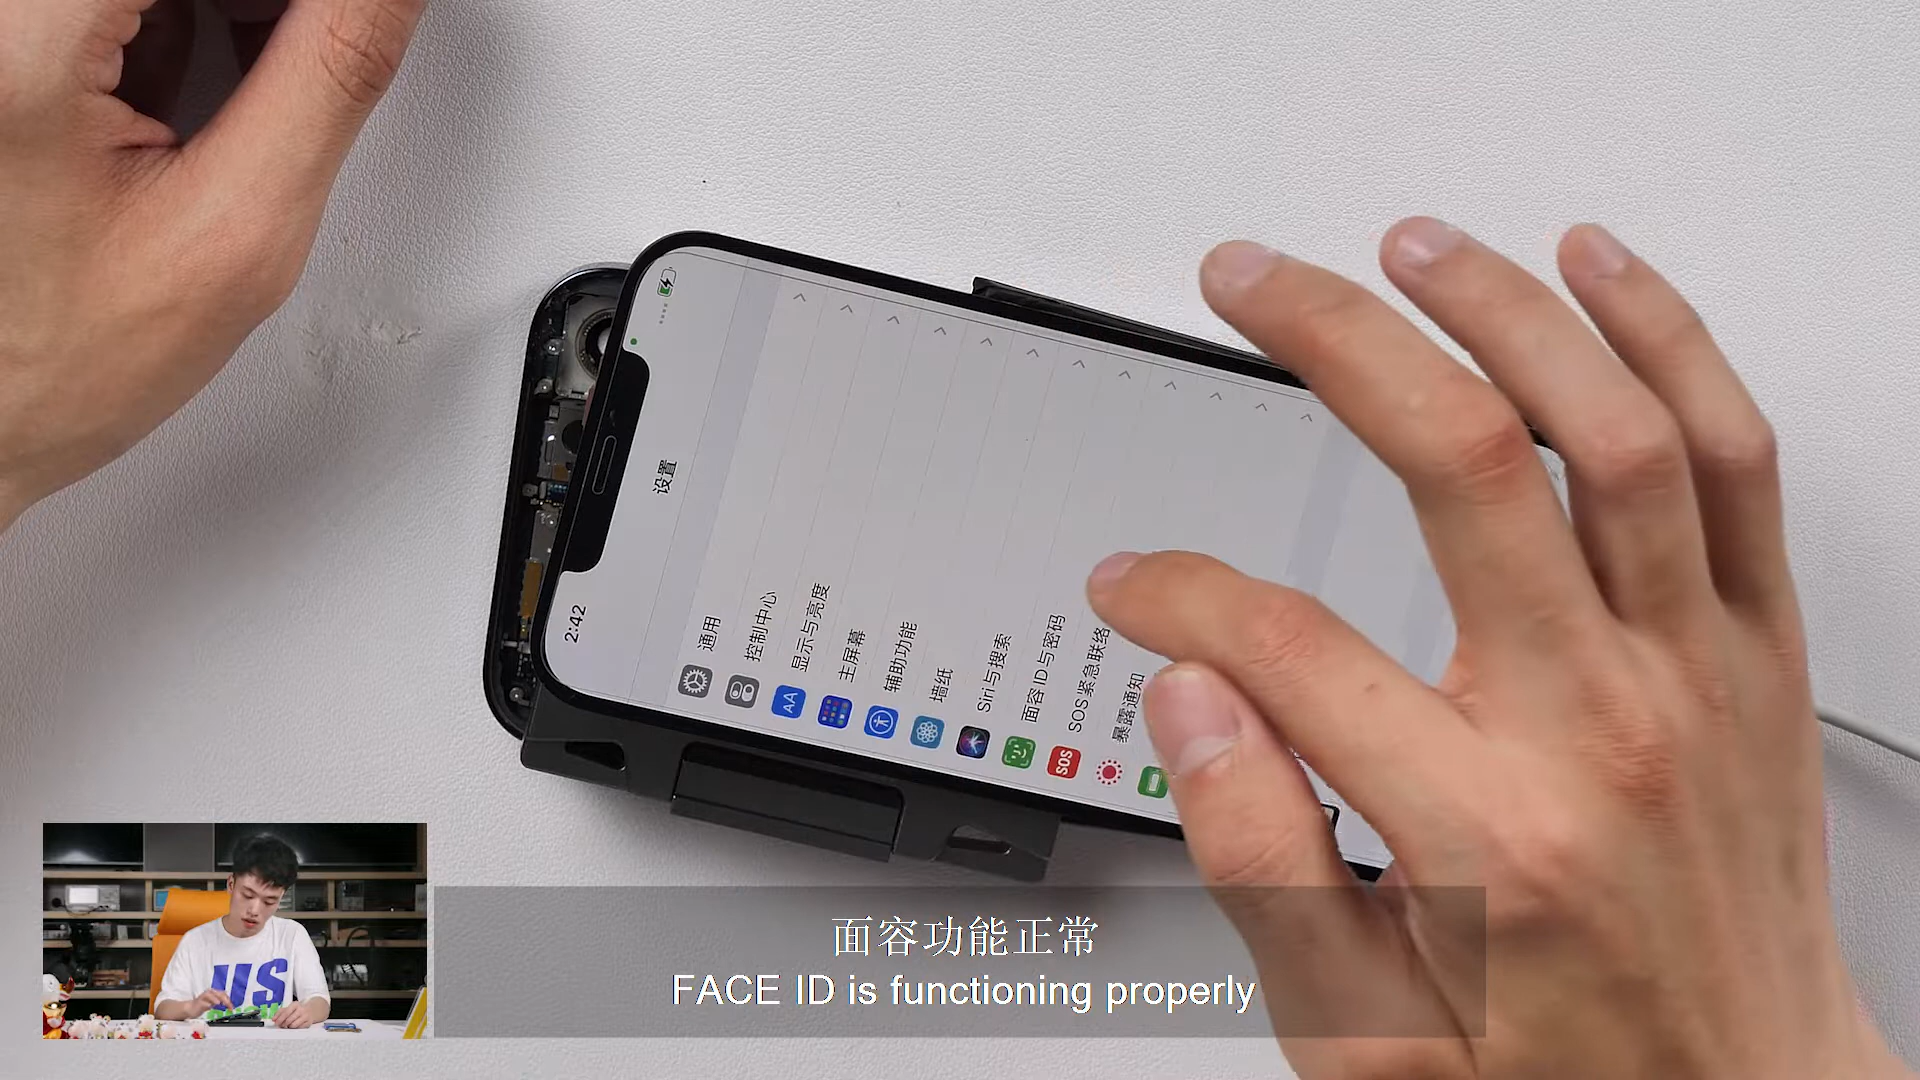 2:42
设置
通用
控制中心
AA
显示与亮度
主屏幕
辅助功能
墙纸
Siri与搜索
面容ID与密码
SOS
SOS紧急联络
暴露通知
US
面容功能正常
FACE ID is functioning properly